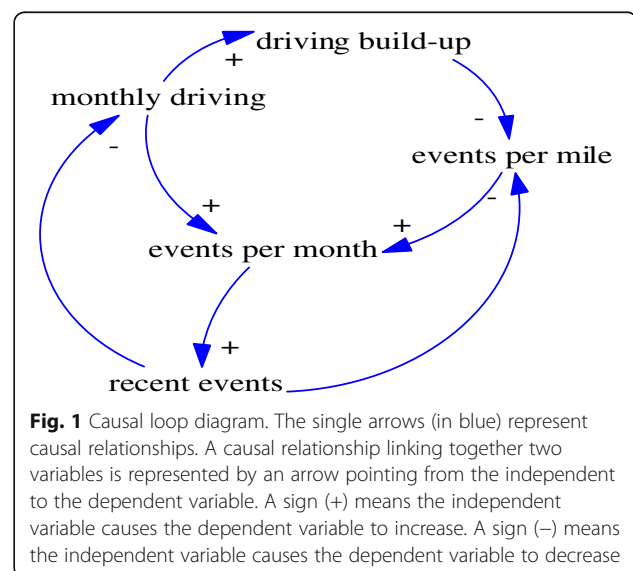 driving build-up
+
monthly driving
-
-
events per mile
-
+
+
events per month
+
recent events
Fig. 1 Causal loop diagram. The single arrows (in blue) represent
causal relationships. A causal relationship linking together two
variables is represented by an arrow pointing from the independent
to the dependent variable. A sign (+) means the independent
variable causes the dependent variable to increase. A sign (−) means
the independent variable causes the dependent variable to decrease